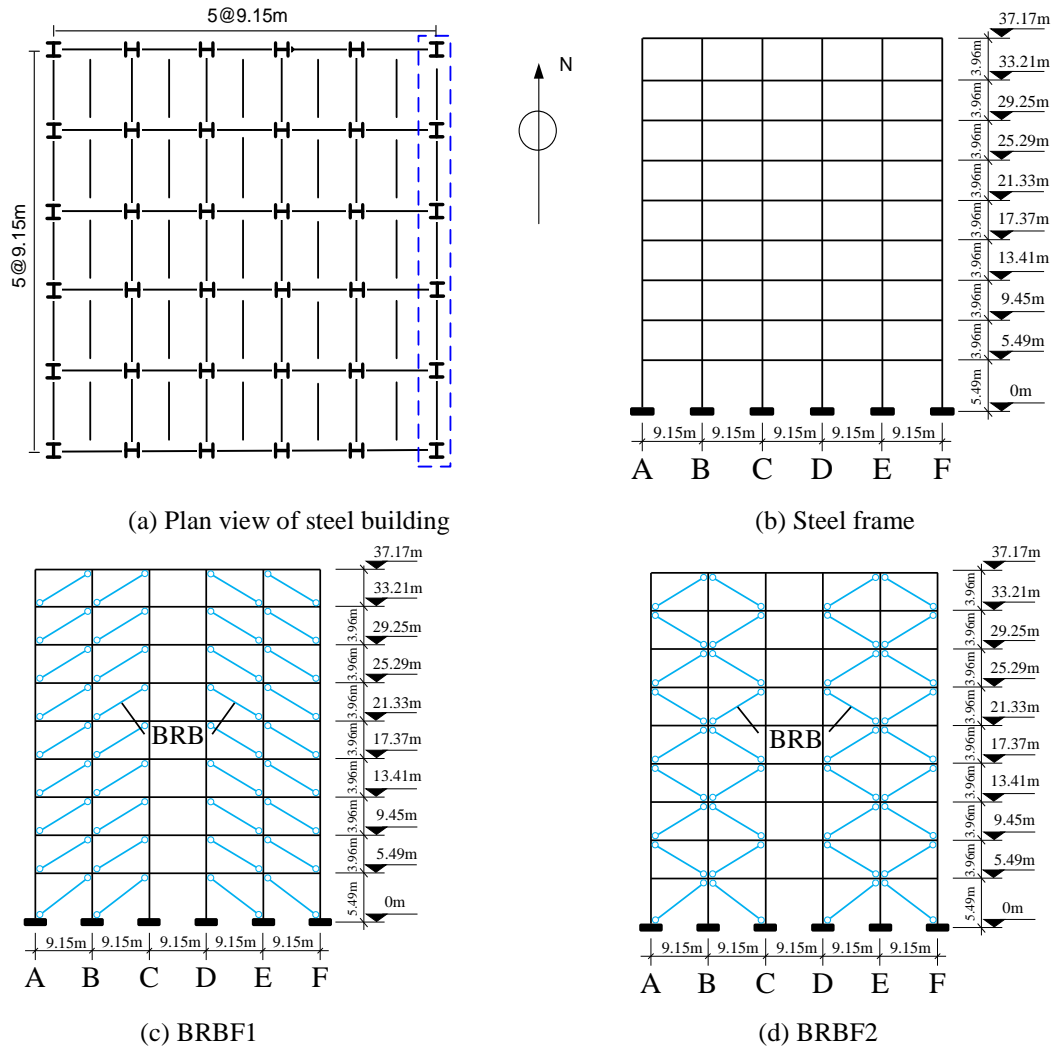 5@9.15m
5@9.15m
N
(a) Plan view of steel building
37.17m
3.96m
33.21m
3.96m
29.25m
3.96m
25.29m
3.96m
21.33m
3.96m
17.37m
3.96m
13.41m
3.96m
9.45m
3.96m
5.49m
5.49m
0m
9.15m 9.15m 9.15m 9.15m 9.15m
A B C D E F
(b) Steel frame
37.17m
33.21m
3.96m
29.25m
3.96m
25.29m
3.96m
21.33m
3.96m
17.37m
3.96m
13.41m
3.96m
9.45m
3.96m
5.49m
5.49m
0m
BRB
9.15m 9.15m 9.15m 9.15m 9.15m
A B C D E F
(c) BRBF1
37.17m
3.96m
33.21m
3.96m
29.25m
3.96m
25.29m
3.96m
21.33m
3.96m
17.37m
3.96m
13.41m
3.96m
9.45m
3.96m
5.49m
5.49m
0m
BRB
9.15m 9.15m 9.15m 9.15m 9.15m
A B C D E F
(d) BRBF2